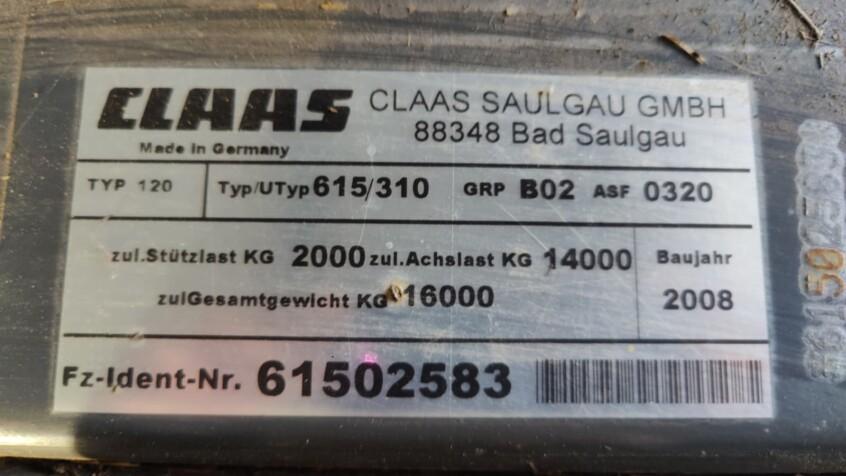 CLAAS CLAAS SAULGAU GMBH
88348 Bad Saulgau
Made in Germany
TYP 120 Typ/UTyp 615/310 GRP B02 ASF 0320
zul.Stützlast KG 2000 zul.Achslast KG 14000 Baujahr
zulGesamtgewicht KG 16000 2008
Fz-Ident-Nr. 61502583